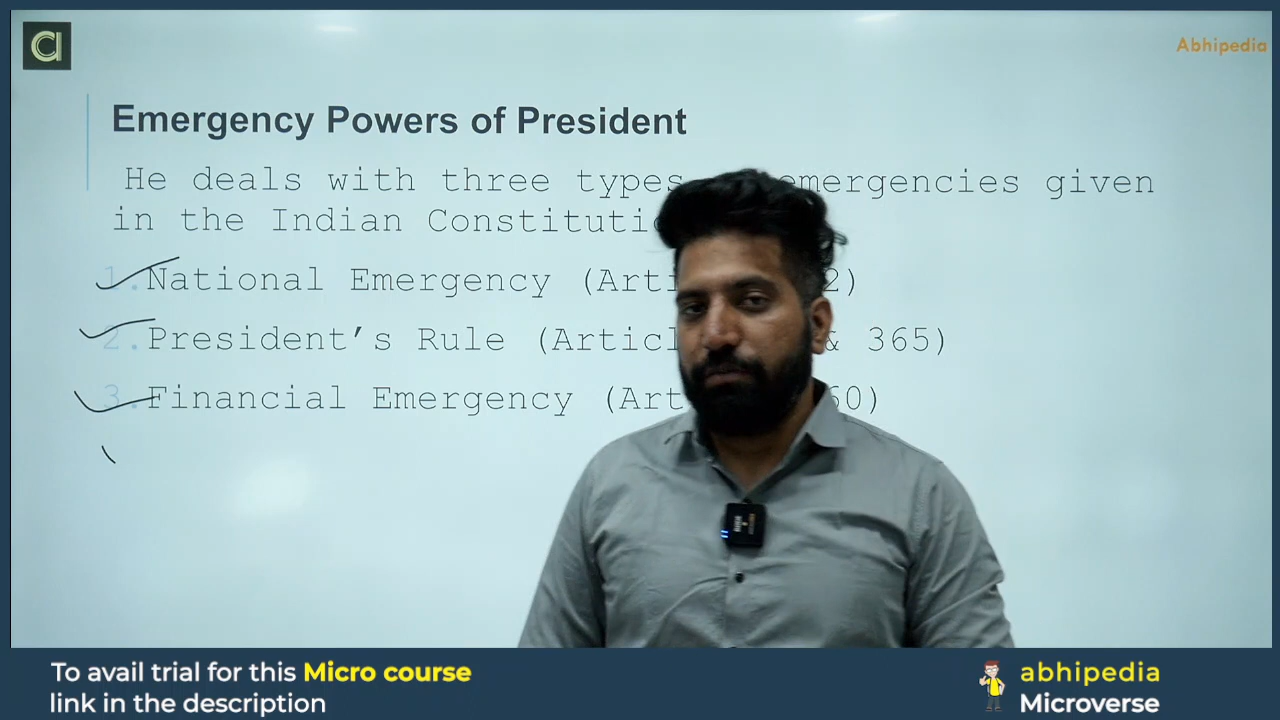 Abhipedia
Emergency Powers of President
He deals with three types emergencies given
in the Indian Constitutio
1. National Emergency (Arti 2)
2. President’s Rule (Articl & 365)
3. Financial Emergency (Art 60)
To avail trial for this Micro course
link in the description
abhipedia
Microverse